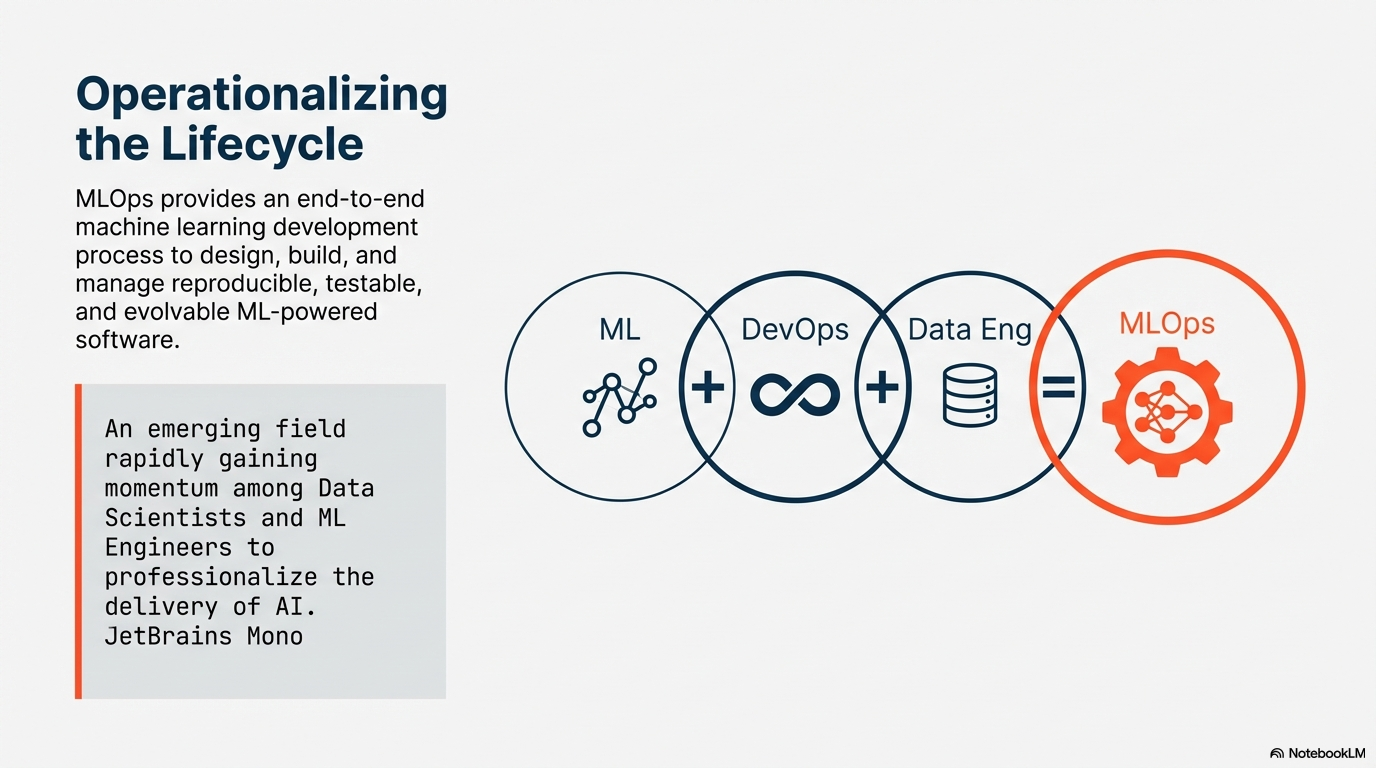 Operationalizing
the Lifecycle
MLOps provides an end-to-end
machine learning development
process to design, build, and
manage reproducible, testable,
and evolvable ML-powered
software.
An emerging field
rapidly gaining
momentum among Data
Scientists and ML
Engineers to
professionalize the
delivery of AI.
JetBrains Mono
ML
+
DevOps
+
Data Eng
=
MLOps
NotebookLM